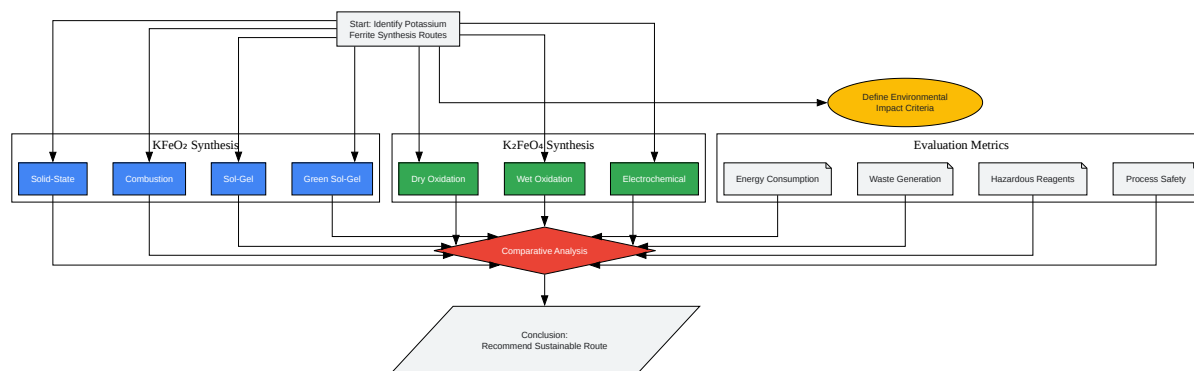 Start: Identify Potassium
Ferrite Synthesis Routes
Define Environmental
Impact Criteria
KFeO₂ Synthesis
K₂FeO₄ Synthesis
Evaluation Metrics
Solid-State
Combustion
Sol-Gel
Green Sol-Gel
Dry Oxidation
Wet Oxidation
Electrochemical
Energy Consumption
Waste Generation
Hazardous Reagents
Process Safety
Comparative Analysis
Conclusion:
Recommend Sustainable Route